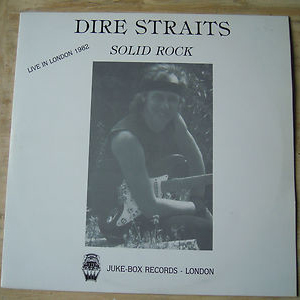 DIRE STRAITS
SOLID ROCK
LIVE IN LONDON 1982
JUKE-BOX RECORDS - LONDON